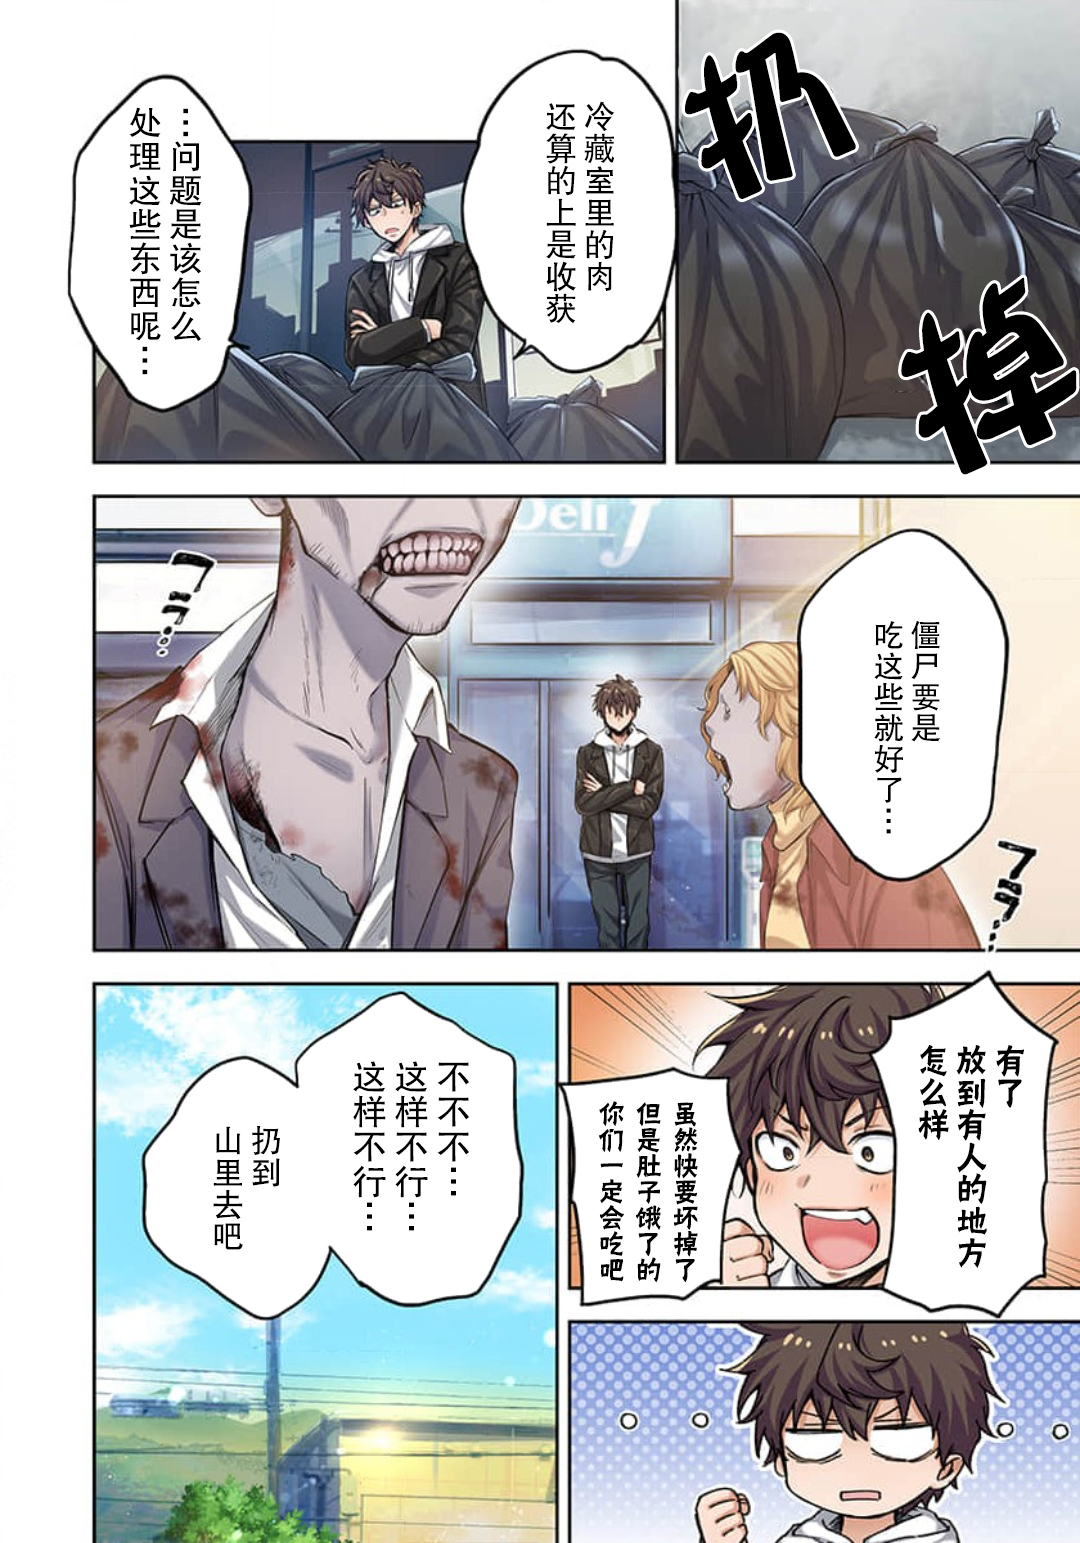 扔
掉
冷藏室里的肉
还算的上是收获
…问题是该怎么
处理这些东西呢…
Deli J
僵尸要是
吃这些就好了…
フラ…
フラ…
有了
放到有人的地方
怎么样
虽然快要坏掉了
但是肚子饿了的
你们一定会吃吧
不不不…
这样不行…
这样不行…
扔到
山里去吧